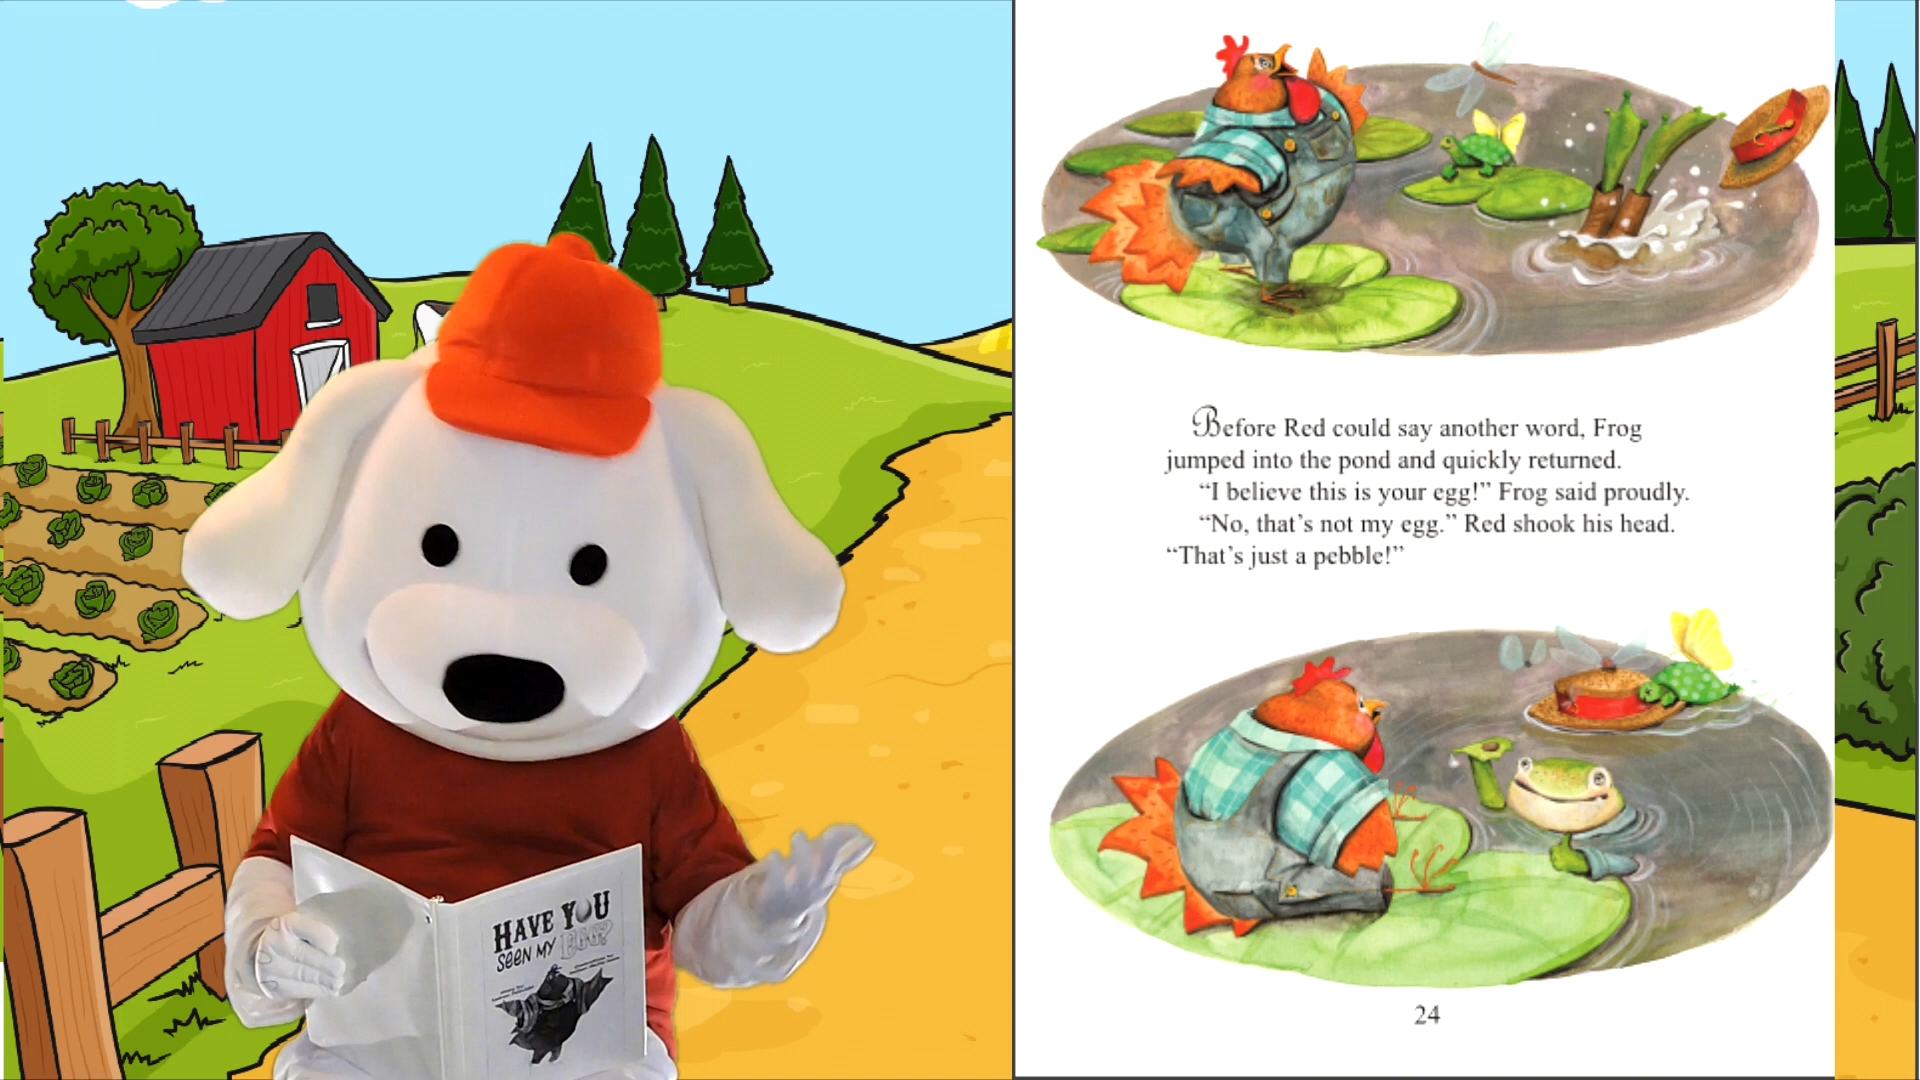 HAVE YOU
SEEN MY EGG?
Before Red could say another word, Frog
jumped into the pond and quickly returned.
“I believe this is your egg!” Frog said proudly.
“No, that’s not my egg.” Red shook his head.
“That’s just a pebble!”
24